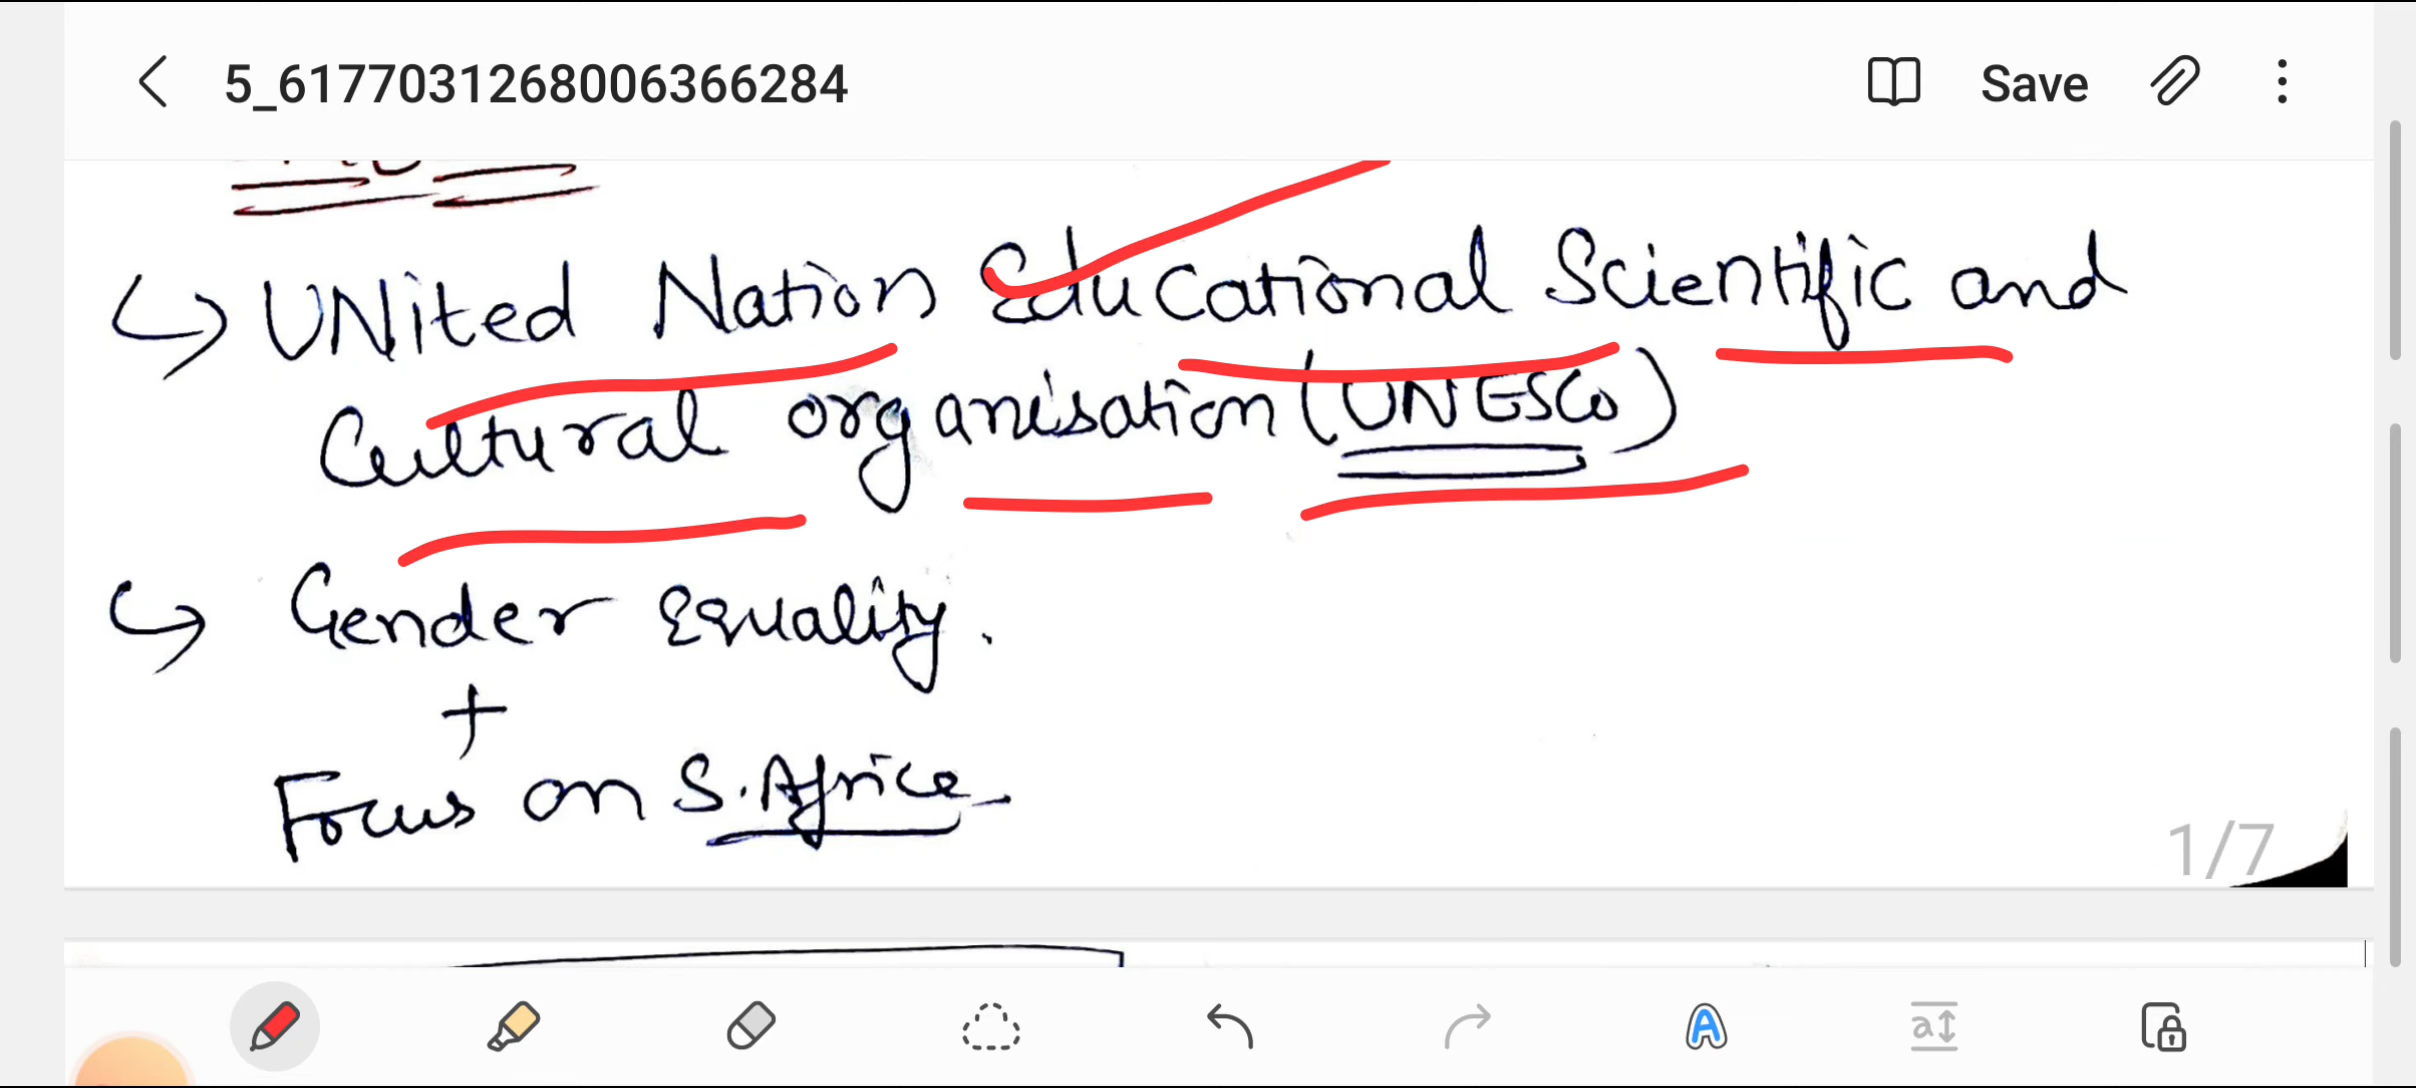 5_6177031268006366284
Save
↳ UNited Nation Educational Scientific and
Cultural organisation (UNESCO)
↳ Gender Equality.
+
Focus on S. Africa
1/7
A
a